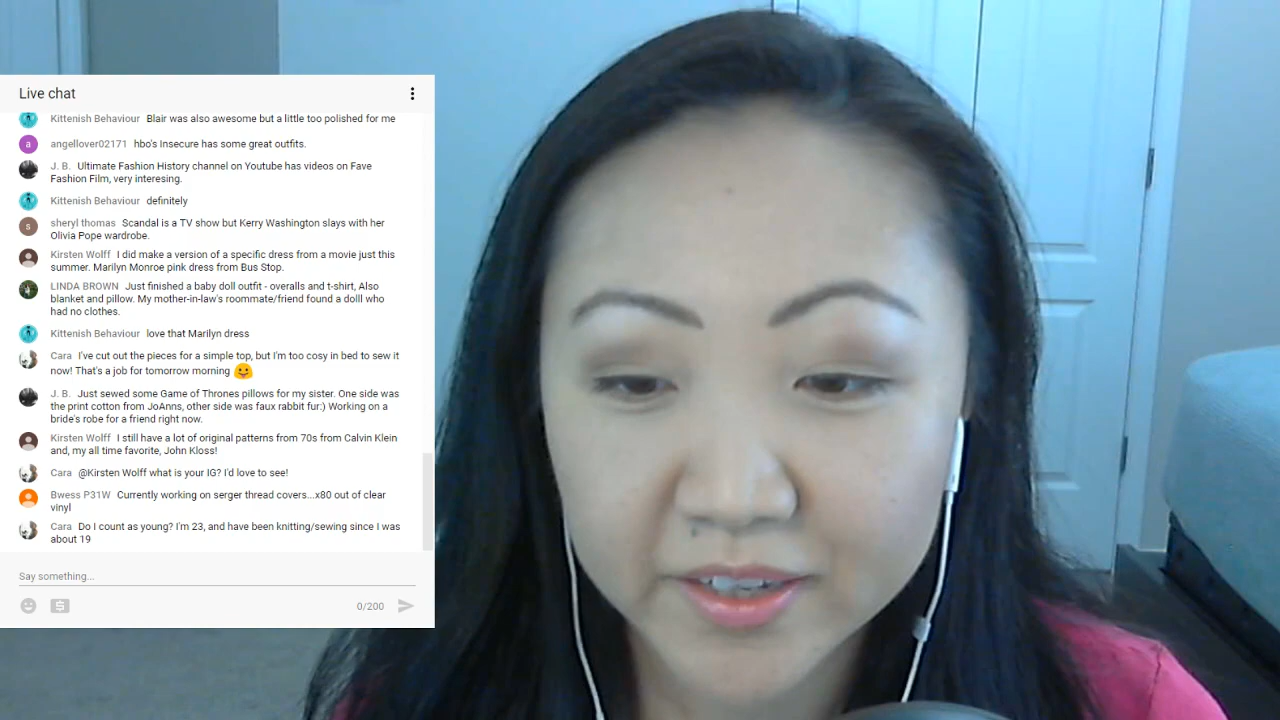 Live chat
Kittenish Behaviour Blair was also awesome but a little too polished for me
a angellover02171 hbo's Insecure has some great outfits.
J. B. Ultimate Fashion History channel on Youtube has videos on Fave
Fashion Film, very interesing.
Kittenish Behaviour definitely
s sheryl thomas Scandal is a TV show but Kerry Washington slays with her
Olivia Pope wardrobe.
Kirsten Wolff I did make a version of a specific dress from a movie just this
summer. Marilyn Monroe pink dress from Bus Stop.
LINDA BROWN Just finished a baby doll outfit - overalls and t-shirt, Also
blanket and pillow. My mother-in-law's roommate/friend found a dolll who
had no clothes.
Kittenish Behaviour love that Marilyn dress
Cara I've cut out the pieces for a simple top, but I'm too cosy in bed to sew it
now! That's a job for tomorrow morning 😛
J. B. Just sewed some Game of Thrones pillows for my sister. One side was
the print cotton from JoAnns, other side was faux rabbit fur:) Working on a
bride's robe for a friend right now.
Kirsten Wolff I still have a lot of original patterns from 70s from Calvin Klein
and, my all time favorite, John Kloss!
Cara @Kirsten Wolff what is your IG? I'd love to see!
Bwess P31W Currently working on serger thread covers...x80 out of clear
vinyl
Cara Do I count as young? I'm 23, and have been knitting/sewing since I was
about 19
Say something...
$ 0/200